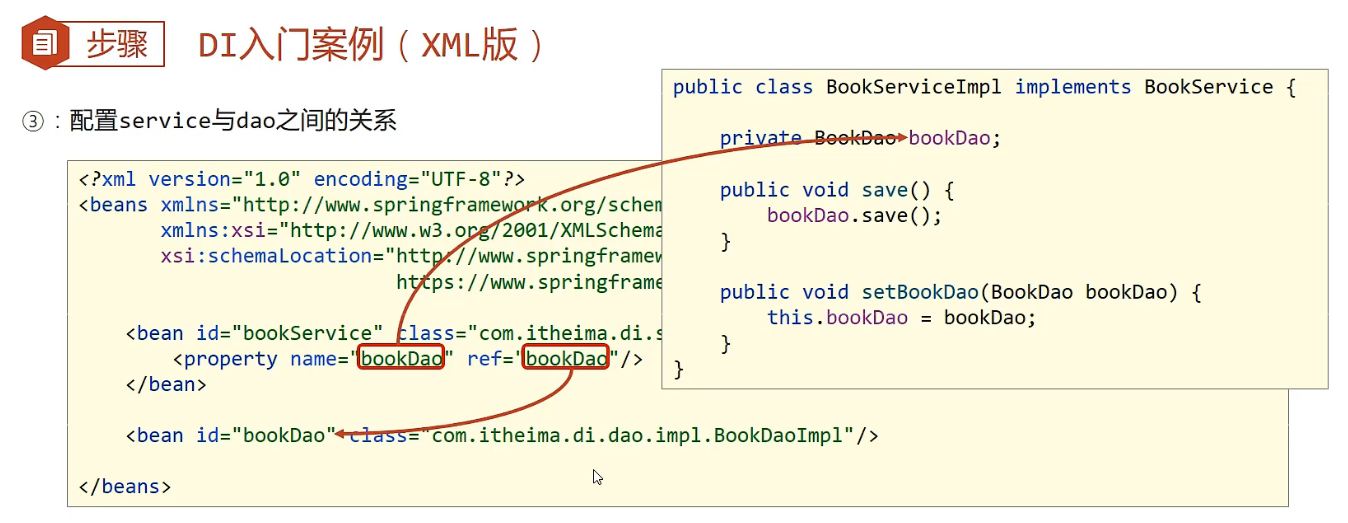 步骤 DI入门案例（XML版）
③：配置service与dao之间的关系
<?xml version="1.0" encoding="UTF-8"?>
<beans xmlns="http://www.springframework.org/schem
xmlns:xsi="http://www.w3.org/2001/XMLSchema
xsi:schemaLocation="http://www.springframew
https://www.springframe
<bean id="bookService" class="com.itheima.di.s
<property name="bookDao" ref="bookDao"/>
</bean>
<bean id="bookDao" class="com.itheima.di.dao.impl.BookDaoImpl"/>
</beans>
public class BookServiceImpl implements BookService {
private BookDao bookDao;
public void save() {
bookDao.save();
}
public void setBookDao(BookDao bookDao) {
this.bookDao = bookDao;
}
}